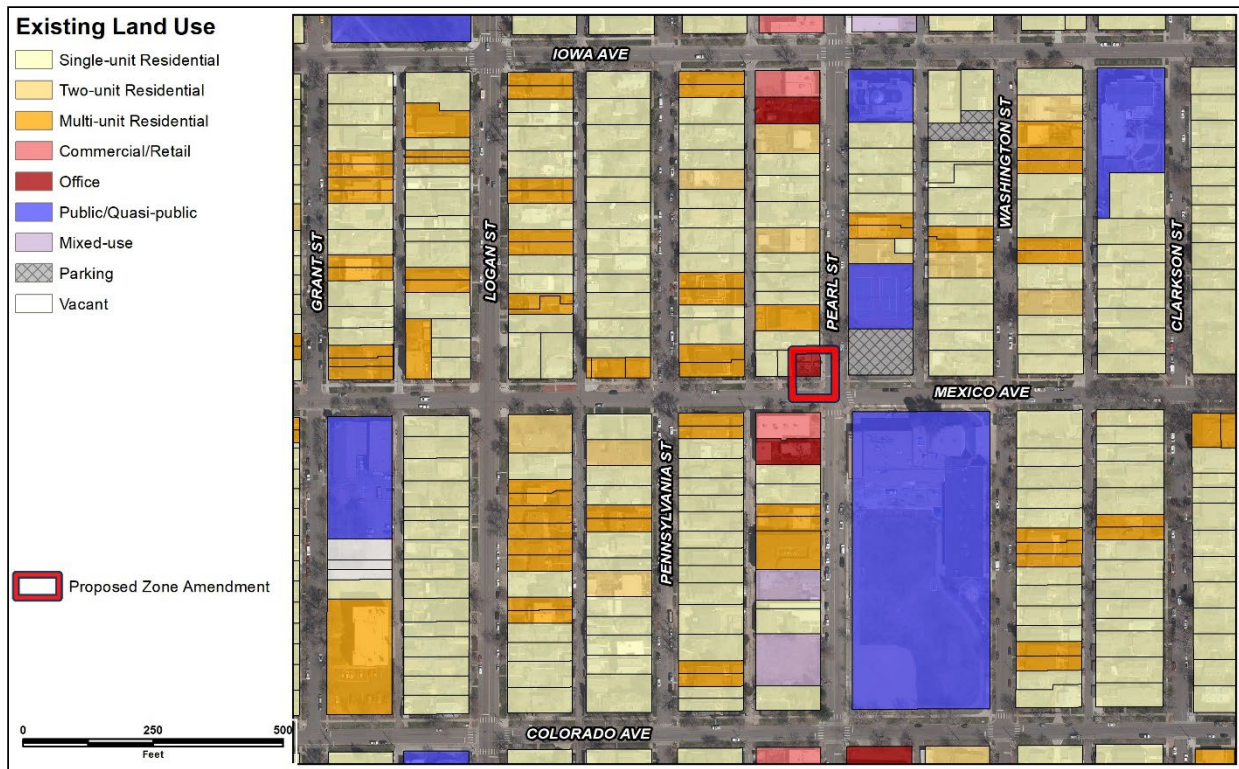 Existing Land Use
Single-unit Residential
Two-unit Residential
Multi-unit Residential
Commercial/Retail
Office
Public/Quasi-public
Mixed-use
Parking
Vacant
Proposed Zone Amendment
0 250 500
Feet
IOWA AVE
GRANT ST
LOGAN ST
PENNSYLVANIA ST
PEARL ST
WASHINGTON ST
CLARKSON ST
MEXICO AVE
COLORADO AVE